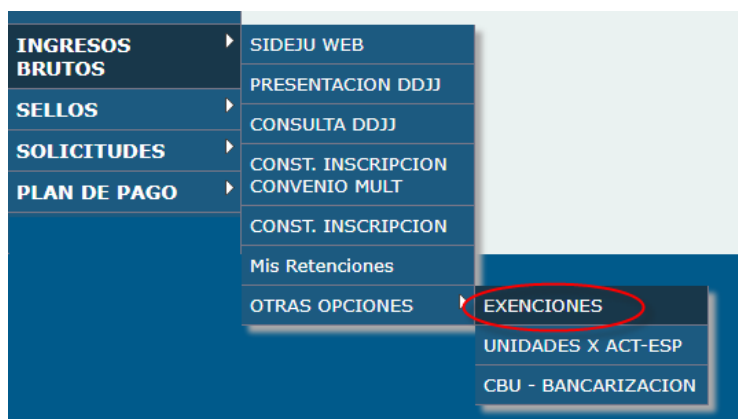 INGRESOS
BRUTOS
SELLOS
SOLICITUDES
PLAN DE PAGO
SIDEJU WEB
PRESENTACION DDJJ
CONSULTA DDJJ
CONST. INSCRIPCION
CONVENIO MULT
CONST. INSCRIPCION
Mis Retenciones
OTRAS OPCIONES
EXENCIONES
UNIDADES X ACT-ESP
CBU - BANCARIZACION